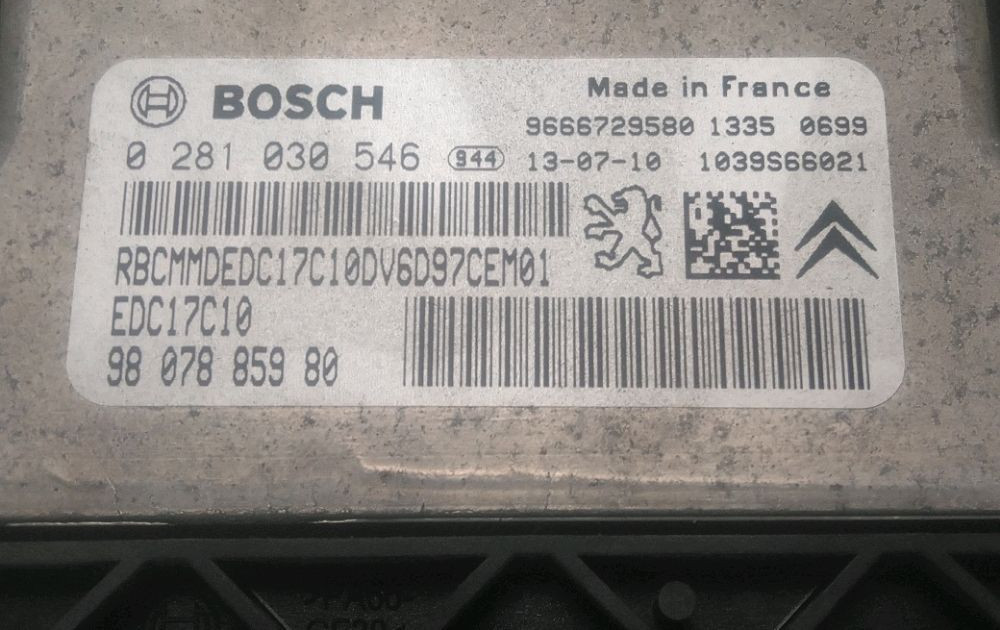 BOSCH
Made in France
9666729580 1335 0699
0 281 030 546 944 13-07-10 1039S66021
RBCMMDEDC17C10DV6D97CEM01
EDC17C10
98 078 859 80